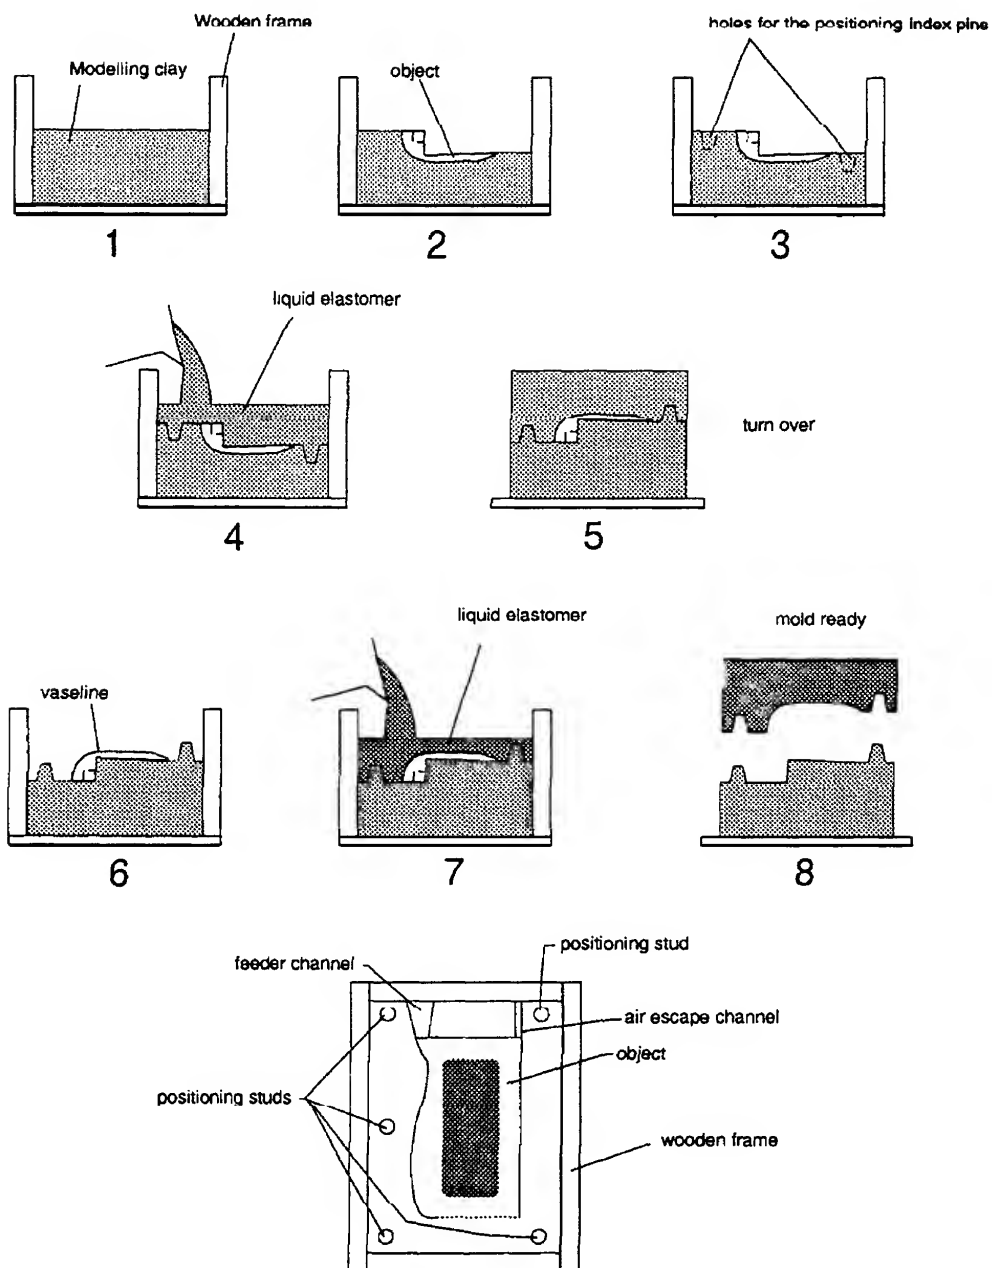 Wooden frame
holes for the positioning index pins
Modelling clay
object
1
2
3
liquid elastomer
turn over
4
5
liquid elastomer
mold ready
vaseline
6
7
8
positioning stud
feeder channel
air escape channel
object
positioning studs
wooden frame